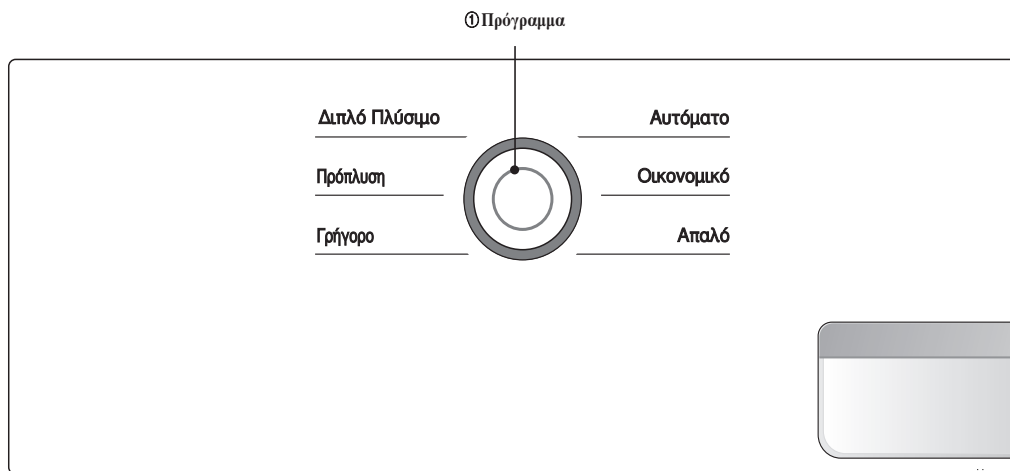 ①Πρόγραμμα
Διπλό Πλύσιμο
Αυτόματο
Πρόπλυση
Οικονομικό
Γρήγορο
Απαλό